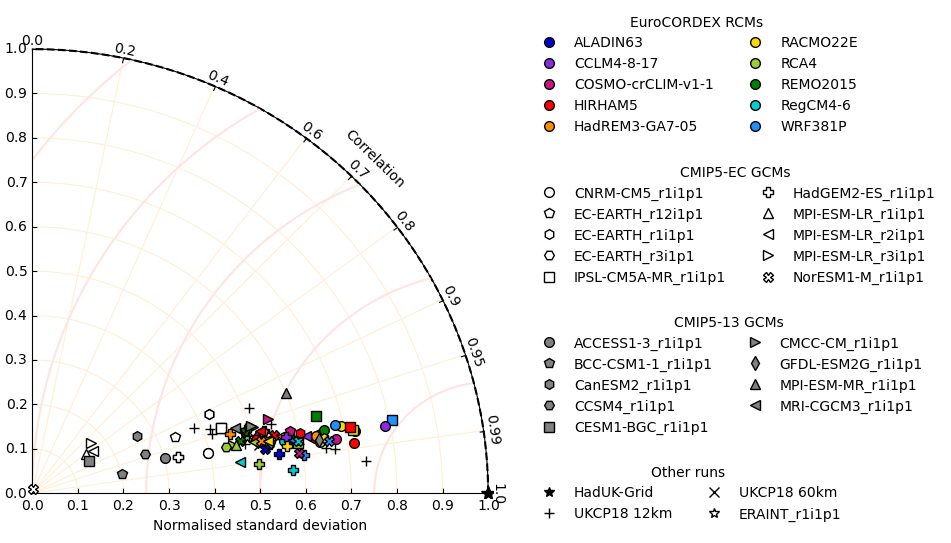 0.0
0.2
0.4
0.6
0.7
0.8
0.9
0.95
0.99
1.0
Correlation
1.0
0.9
0.8
0.7
0.6
0.5
0.4
0.3
0.2
0.1
0.0
0.0 0.1 0.2 0.3 0.4 0.5 0.6 0.7 0.8 0.9 1.0
Normalised standard deviation
EuroCORDEX RCMs
ALADIN63
CCLM4-8-17
COSMO-crCLIM-v1-1
HIRHAM5
HadREM3-GA7-05
RACMO22E
RCA4
REMO2015
RegCM4-6
WRF381P
CMIP5-EC GCMs
CNRM-CM5_r1i1p1
EC-EARTH_r12i1p1
EC-EARTH_r1i1p1
EC-EARTH_r3i1p1
IPSL-CM5A-MR_r1i1p1
HadGEM2-ES_r1i1p1
MPI-ESM-LR_r1i1p1
MPI-ESM-LR_r2i1p1
MPI-ESM-LR_r3i1p1
NorESM1-M_r1i1p1
CMIP5-13 GCMs
ACCESS1-3_r1i1p1
BCC-CSM1-1_r1i1p1
CanESM2_r1i1p1
CCSM4_r1i1p1
CESM1-BGC_r1i1p1
CMCC-CM_r1i1p1
GFDL-ESM2G_r1i1p1
MPI-ESM-MR_r1i1p1
MRI-CGCM3_r1i1p1
Other runs
HadUK-Grid
UKCP18 12km
UKCP18 60km
ERAINT_r1i1p1